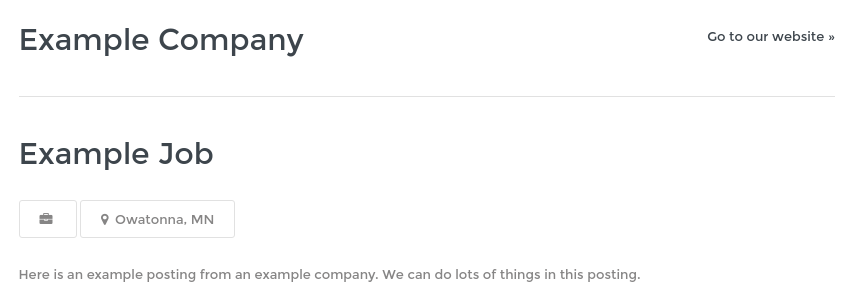 Example Company
Go to our website »
Example Job
Owatonna, MN
Here is an example posting from an example company. We can do lots of things in this posting.